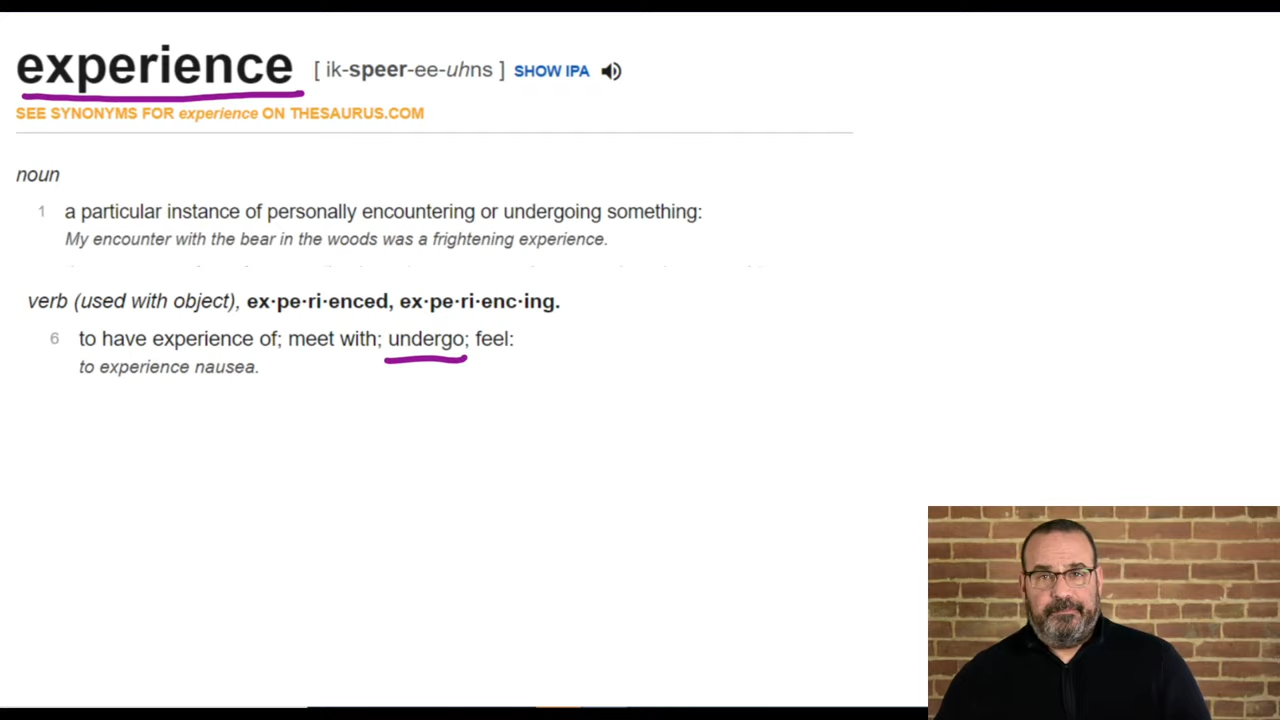 experience [ ik-speer-ee-uhns ] SHOW IPA
SEE SYNONYMS FOR experience ON THESAURUS.COM
noun
1 a particular instance of personally encountering or undergoing something:
My encounter with the bear in the woods was a frightening experience.
verb (used with object), ex·pe·ri·enced, ex·pe·ri·enc·ing.
6 to have experience of; meet with; undergo; feel:
to experience nausea.